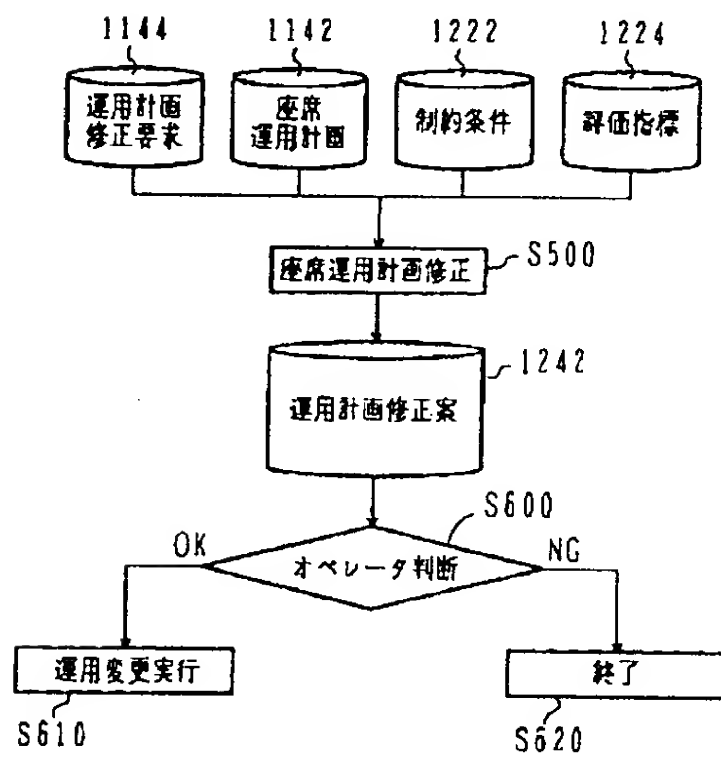 1144
1142
1222
1224
運用計画
修正要求
座席
運用計画
制約条件
評価指標
座席運用計画修正
S500
1242
運用計画修正案
S600
OK
オペレータ判断
NG
運用変更実行
終了
S610
S620